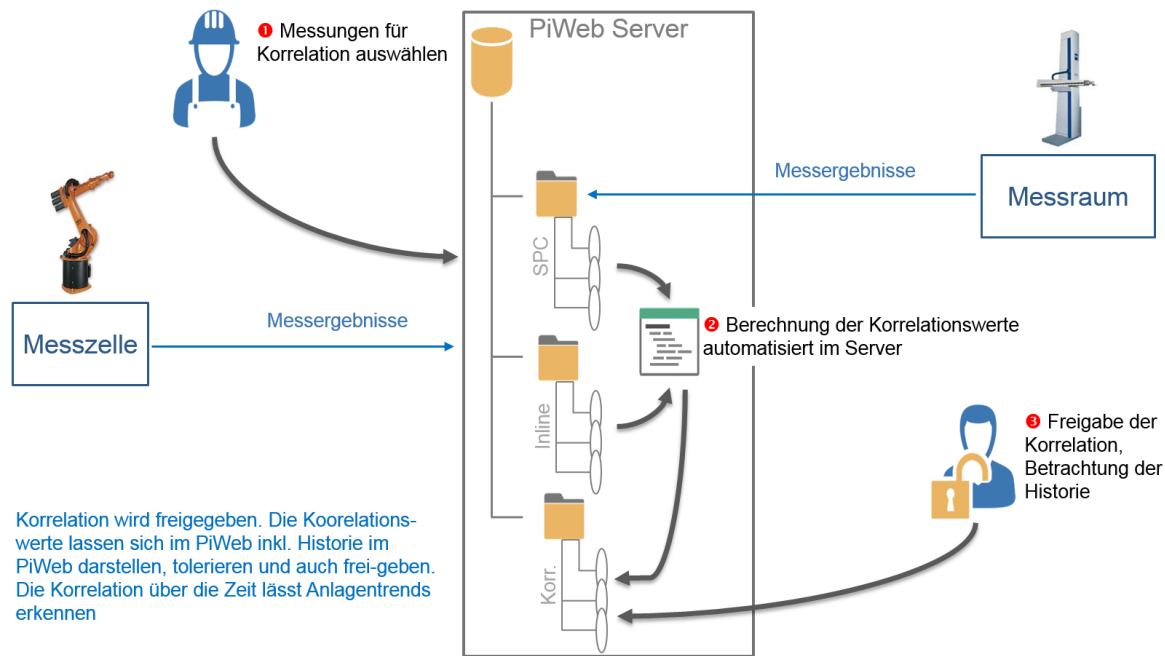 ❶ Messungen für
Korrelation auswählen
PiWeb Server
Messergebnisse
Messraum
SPC
Messergebnisse
Messzelle
❷ Berechnung der Korrelationswerte
automatisiert im Server
Inline
❸ Freigabe der
Korrelation,
Betrachtung der
Historie
Korr.
Korrelation wird freigegeben. Die Koorelations-
werte lassen sich im PiWeb inkl. Historie im
PiWeb darstellen, tolerieren und auch frei-geben.
Die Korrelation über die Zeit lässt Anlagentrends
erkennen